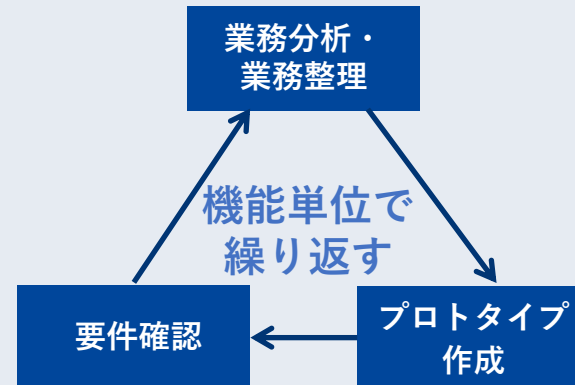 業務分析・
業務整理
機能単位で
繰り返す
要件確認
プロトタイプ
作成